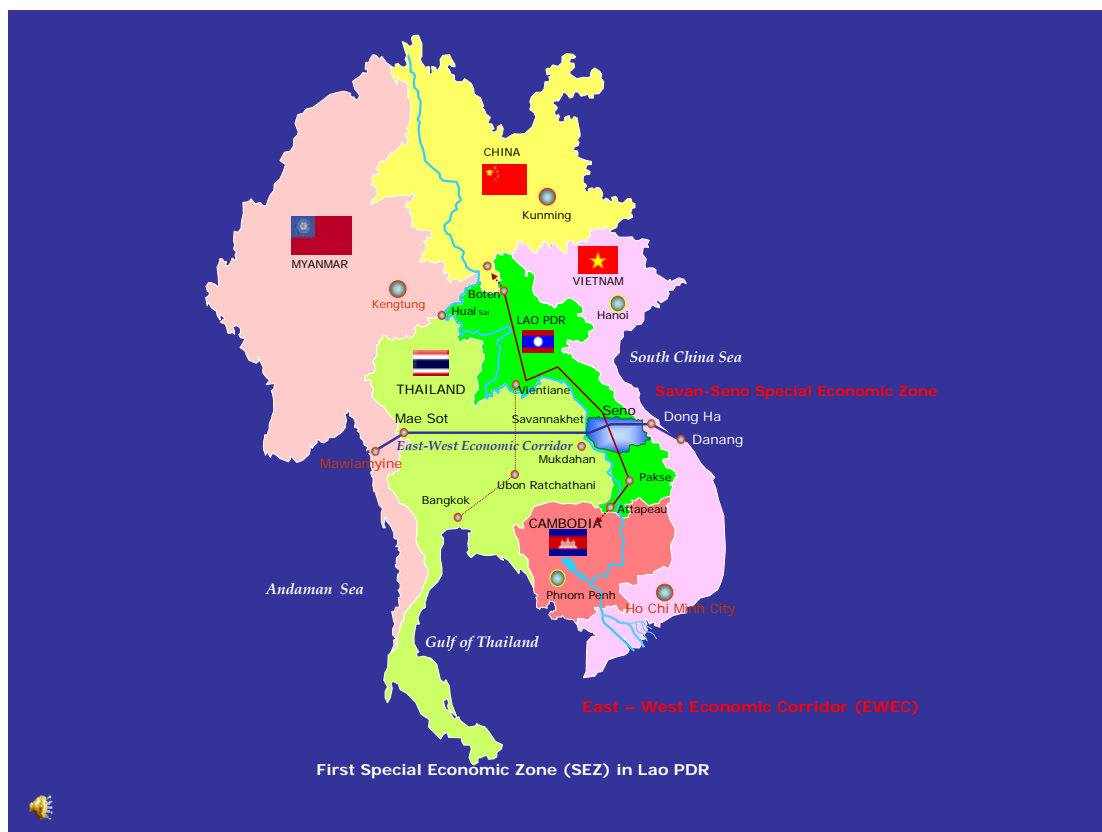 CHINA
Kunming
MYANMAR
VIETNAM
Kengtung
Boten
Huai Sai
LAO PDR
Hanoi
South China Sea
THAILAND
Vientiane
Savan-Seno Special Economic Zone
Mae Sot
Savannakhet
Seno
Dong Ha
East-West Economic Corridor
Danang
Mawlamyine
Mukdahan
Ubon Ratchathani
Pakse
Bangkok
Attapeau
CAMBODIA
Andaman Sea
Phnom Penh
Ho Chi Minh City
Gulf of Thailand
East – West Economic Corridor (EWEC)
First Special Economic Zone (SEZ) in Lao PDR